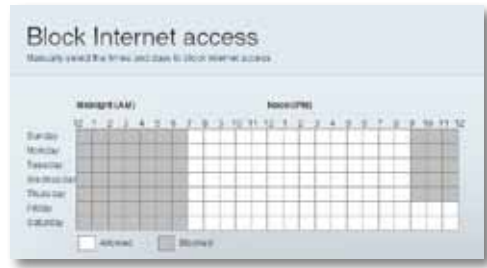 Block Internet access
Manually select the times and days to block internet access
Midnight (AM) Noon (PM)
12 1 2 3 4 5 6 7 8 9 10 11 12 1 2 3 4 5 6 7 8 9 10 11 12
Sunday
Monday
Tuesday
Wednesday
Thursday
Friday
Saturday
Allowed Blocked